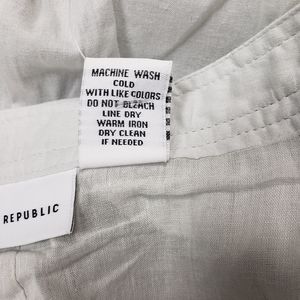 MACHINE WASH
COLD
WITH LIKE COLORS
DO NOT BLEACH
LINE DRY
WARM IRON
DRY CLEAN
IF NEEDED
REPUBLIC